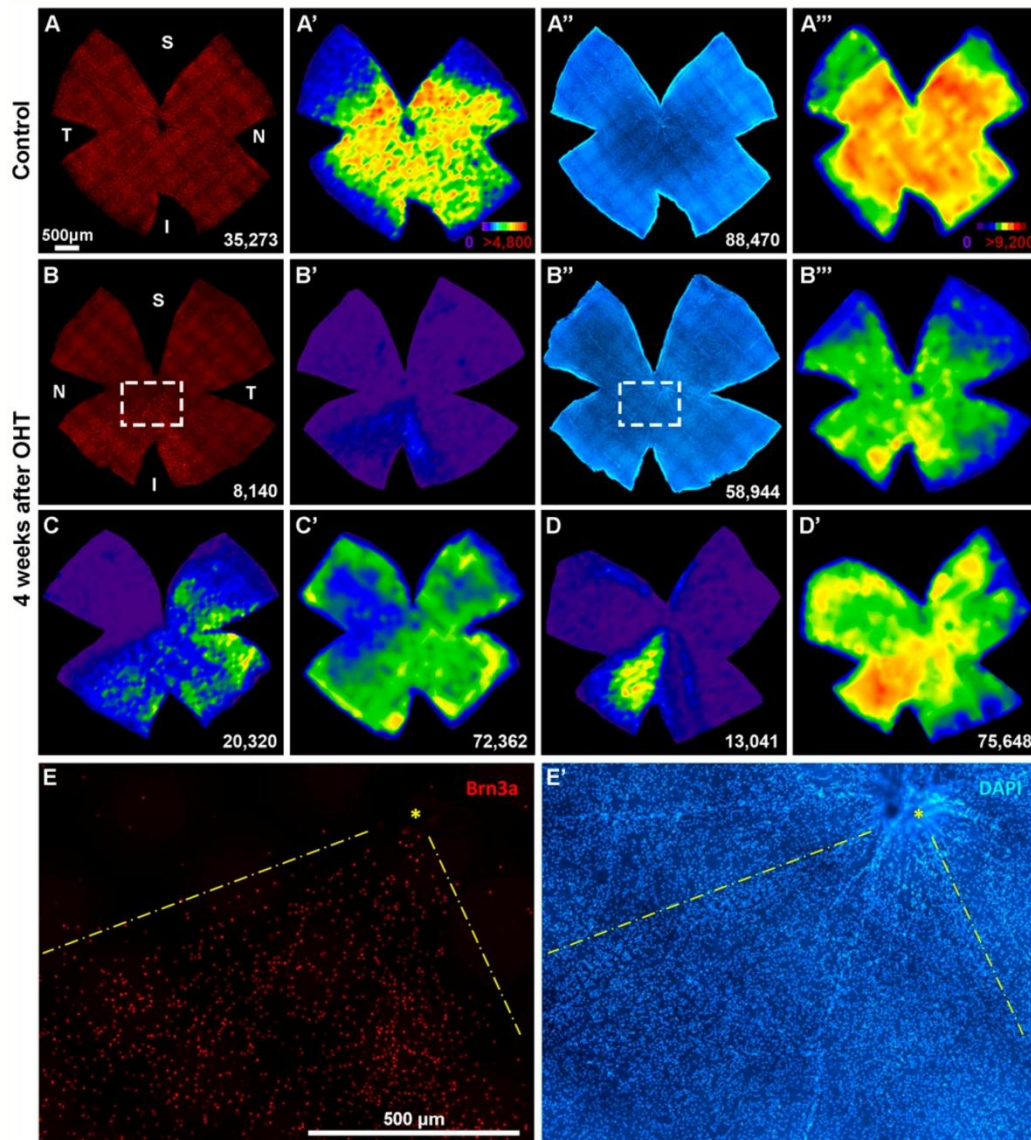 Control
A
S
T
N
I
500µm
35,273
A'
0 >4,800
A''
88,470
A'''
0 >9,200
4 weeks after OHT
B
S
N
T
I
8,140
B'
B''
58,944
B'''
C
20,320
C'
72,362
D
13,041
D'
75,648
E
Brn3a
*
500 µm
E'
DAPI
*